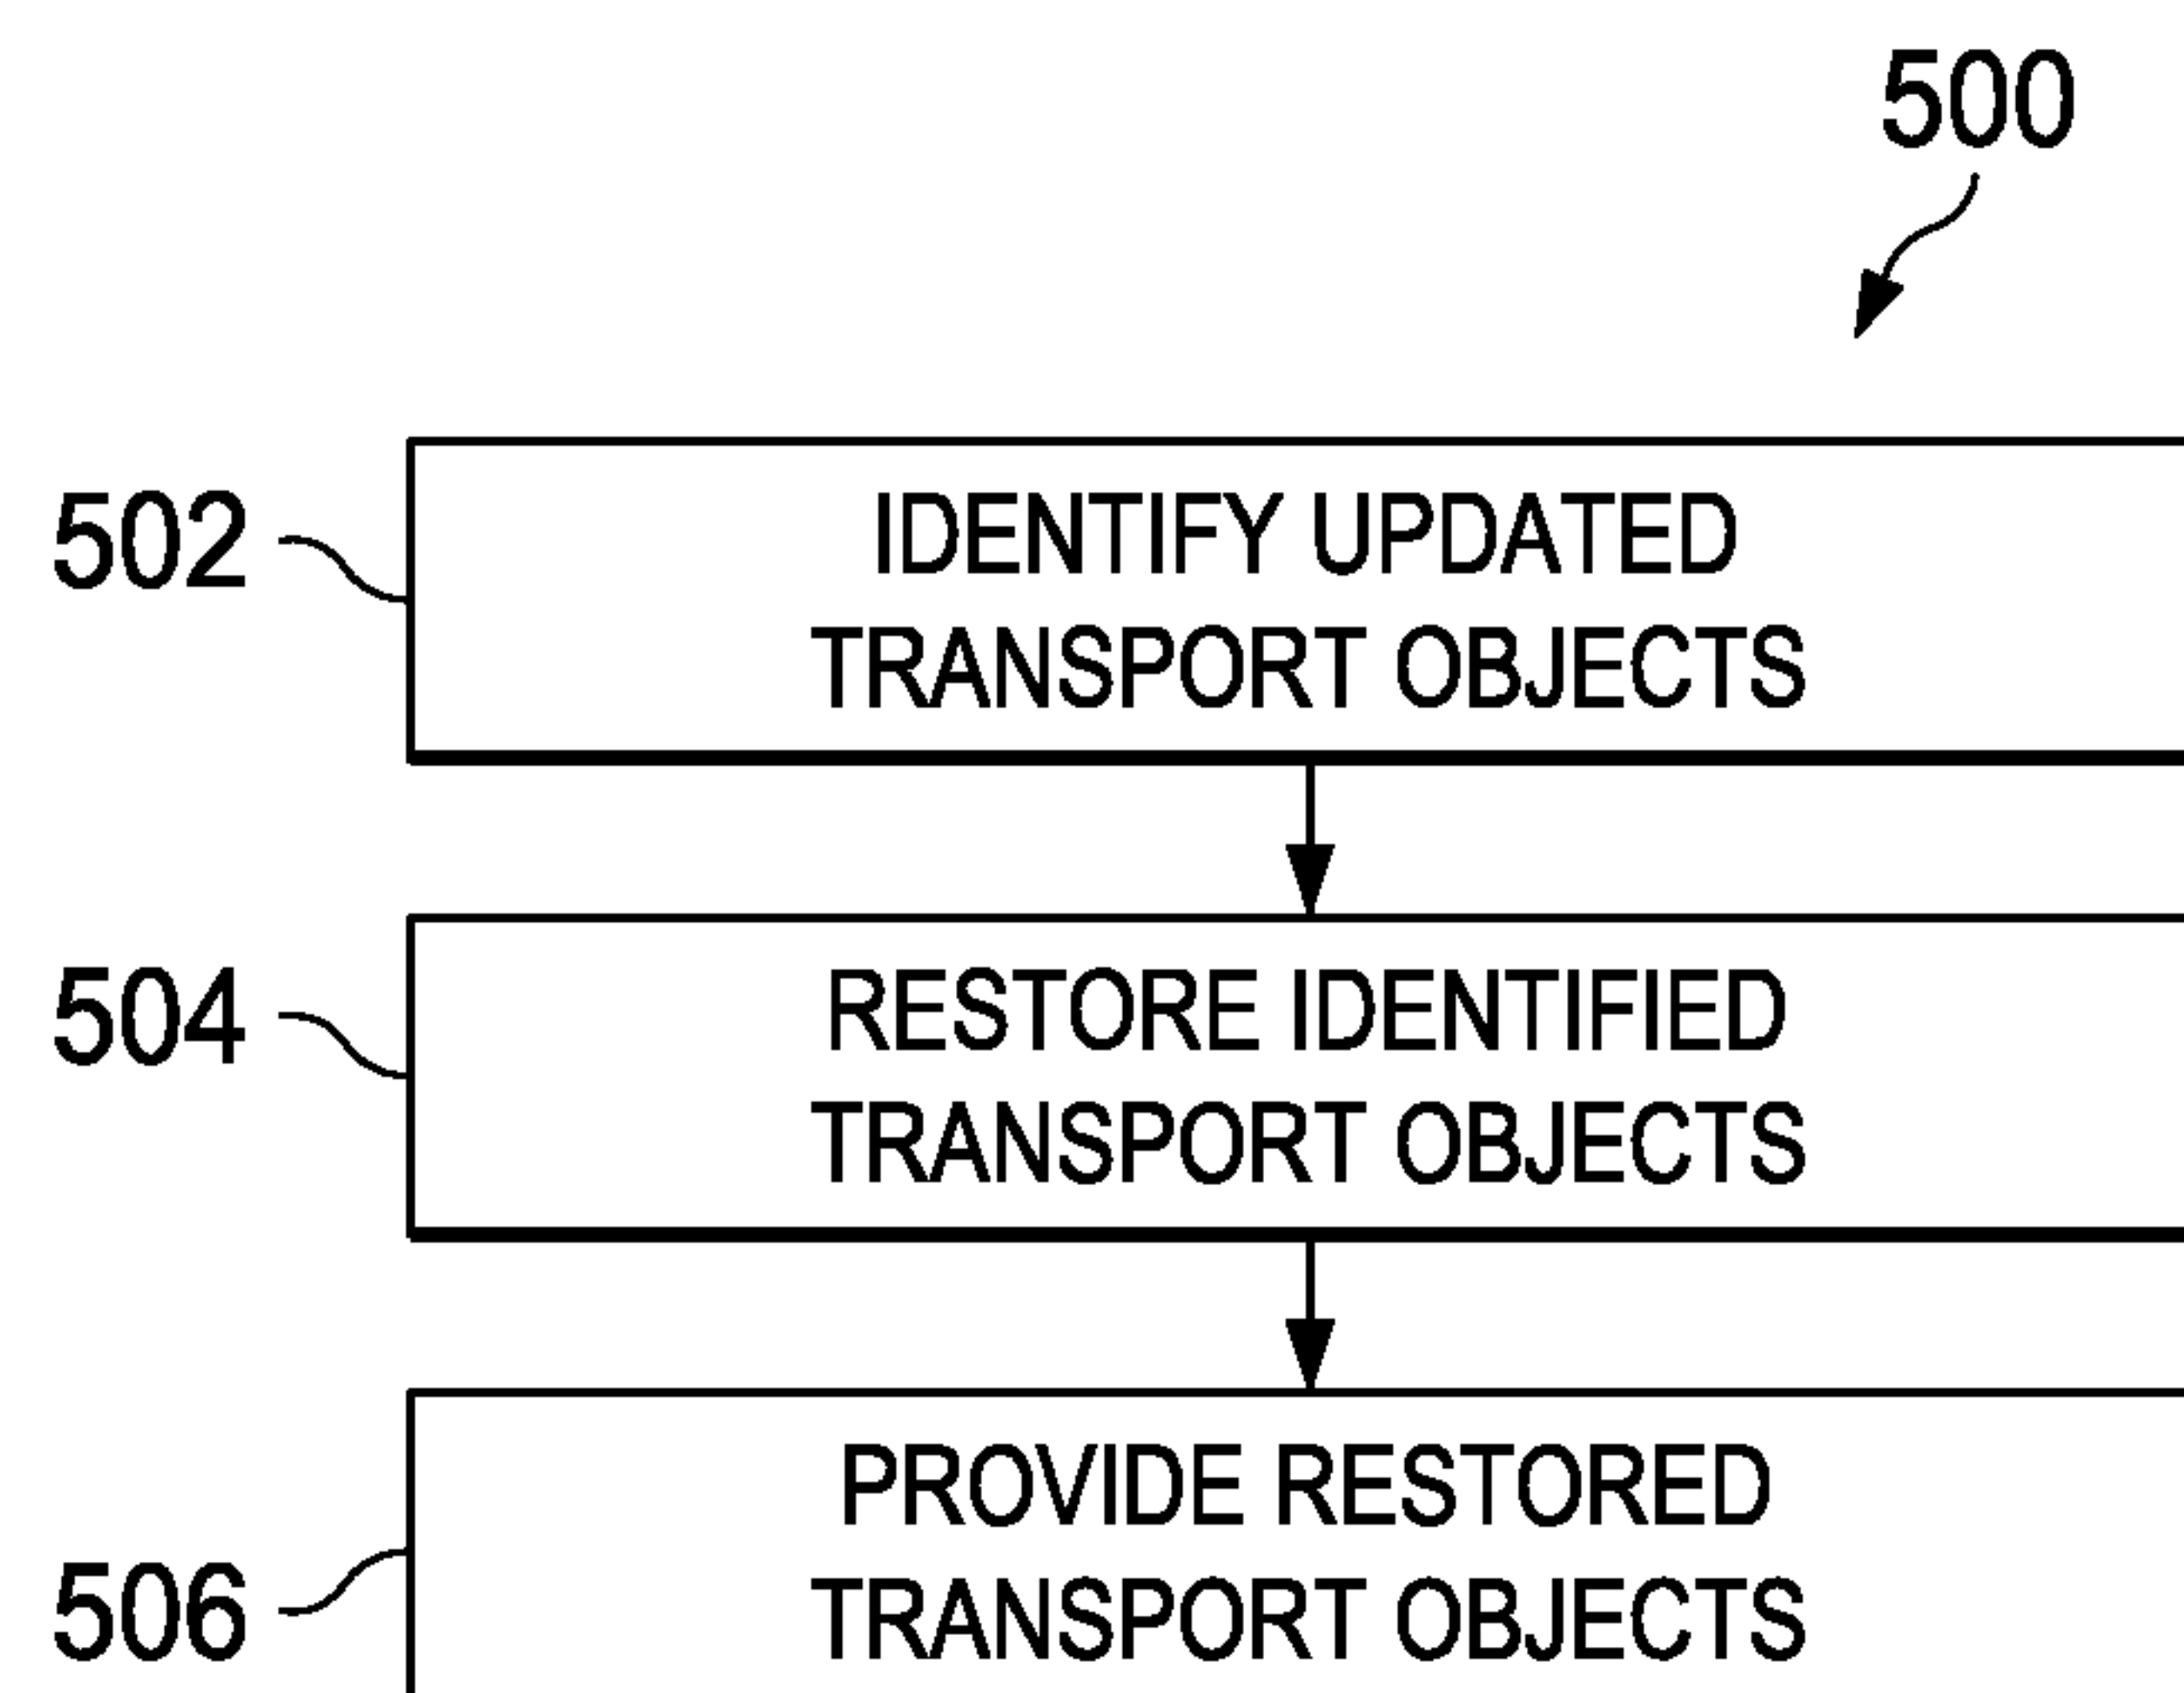 500
502
IDENTIFY UPDATED
TRANSPORT OBJECTS
504
RESTORE IDENTIFIED
TRANSPORT OBJECTS
506
PROVIDE RESTORED
TRANSPORT OBJECTS